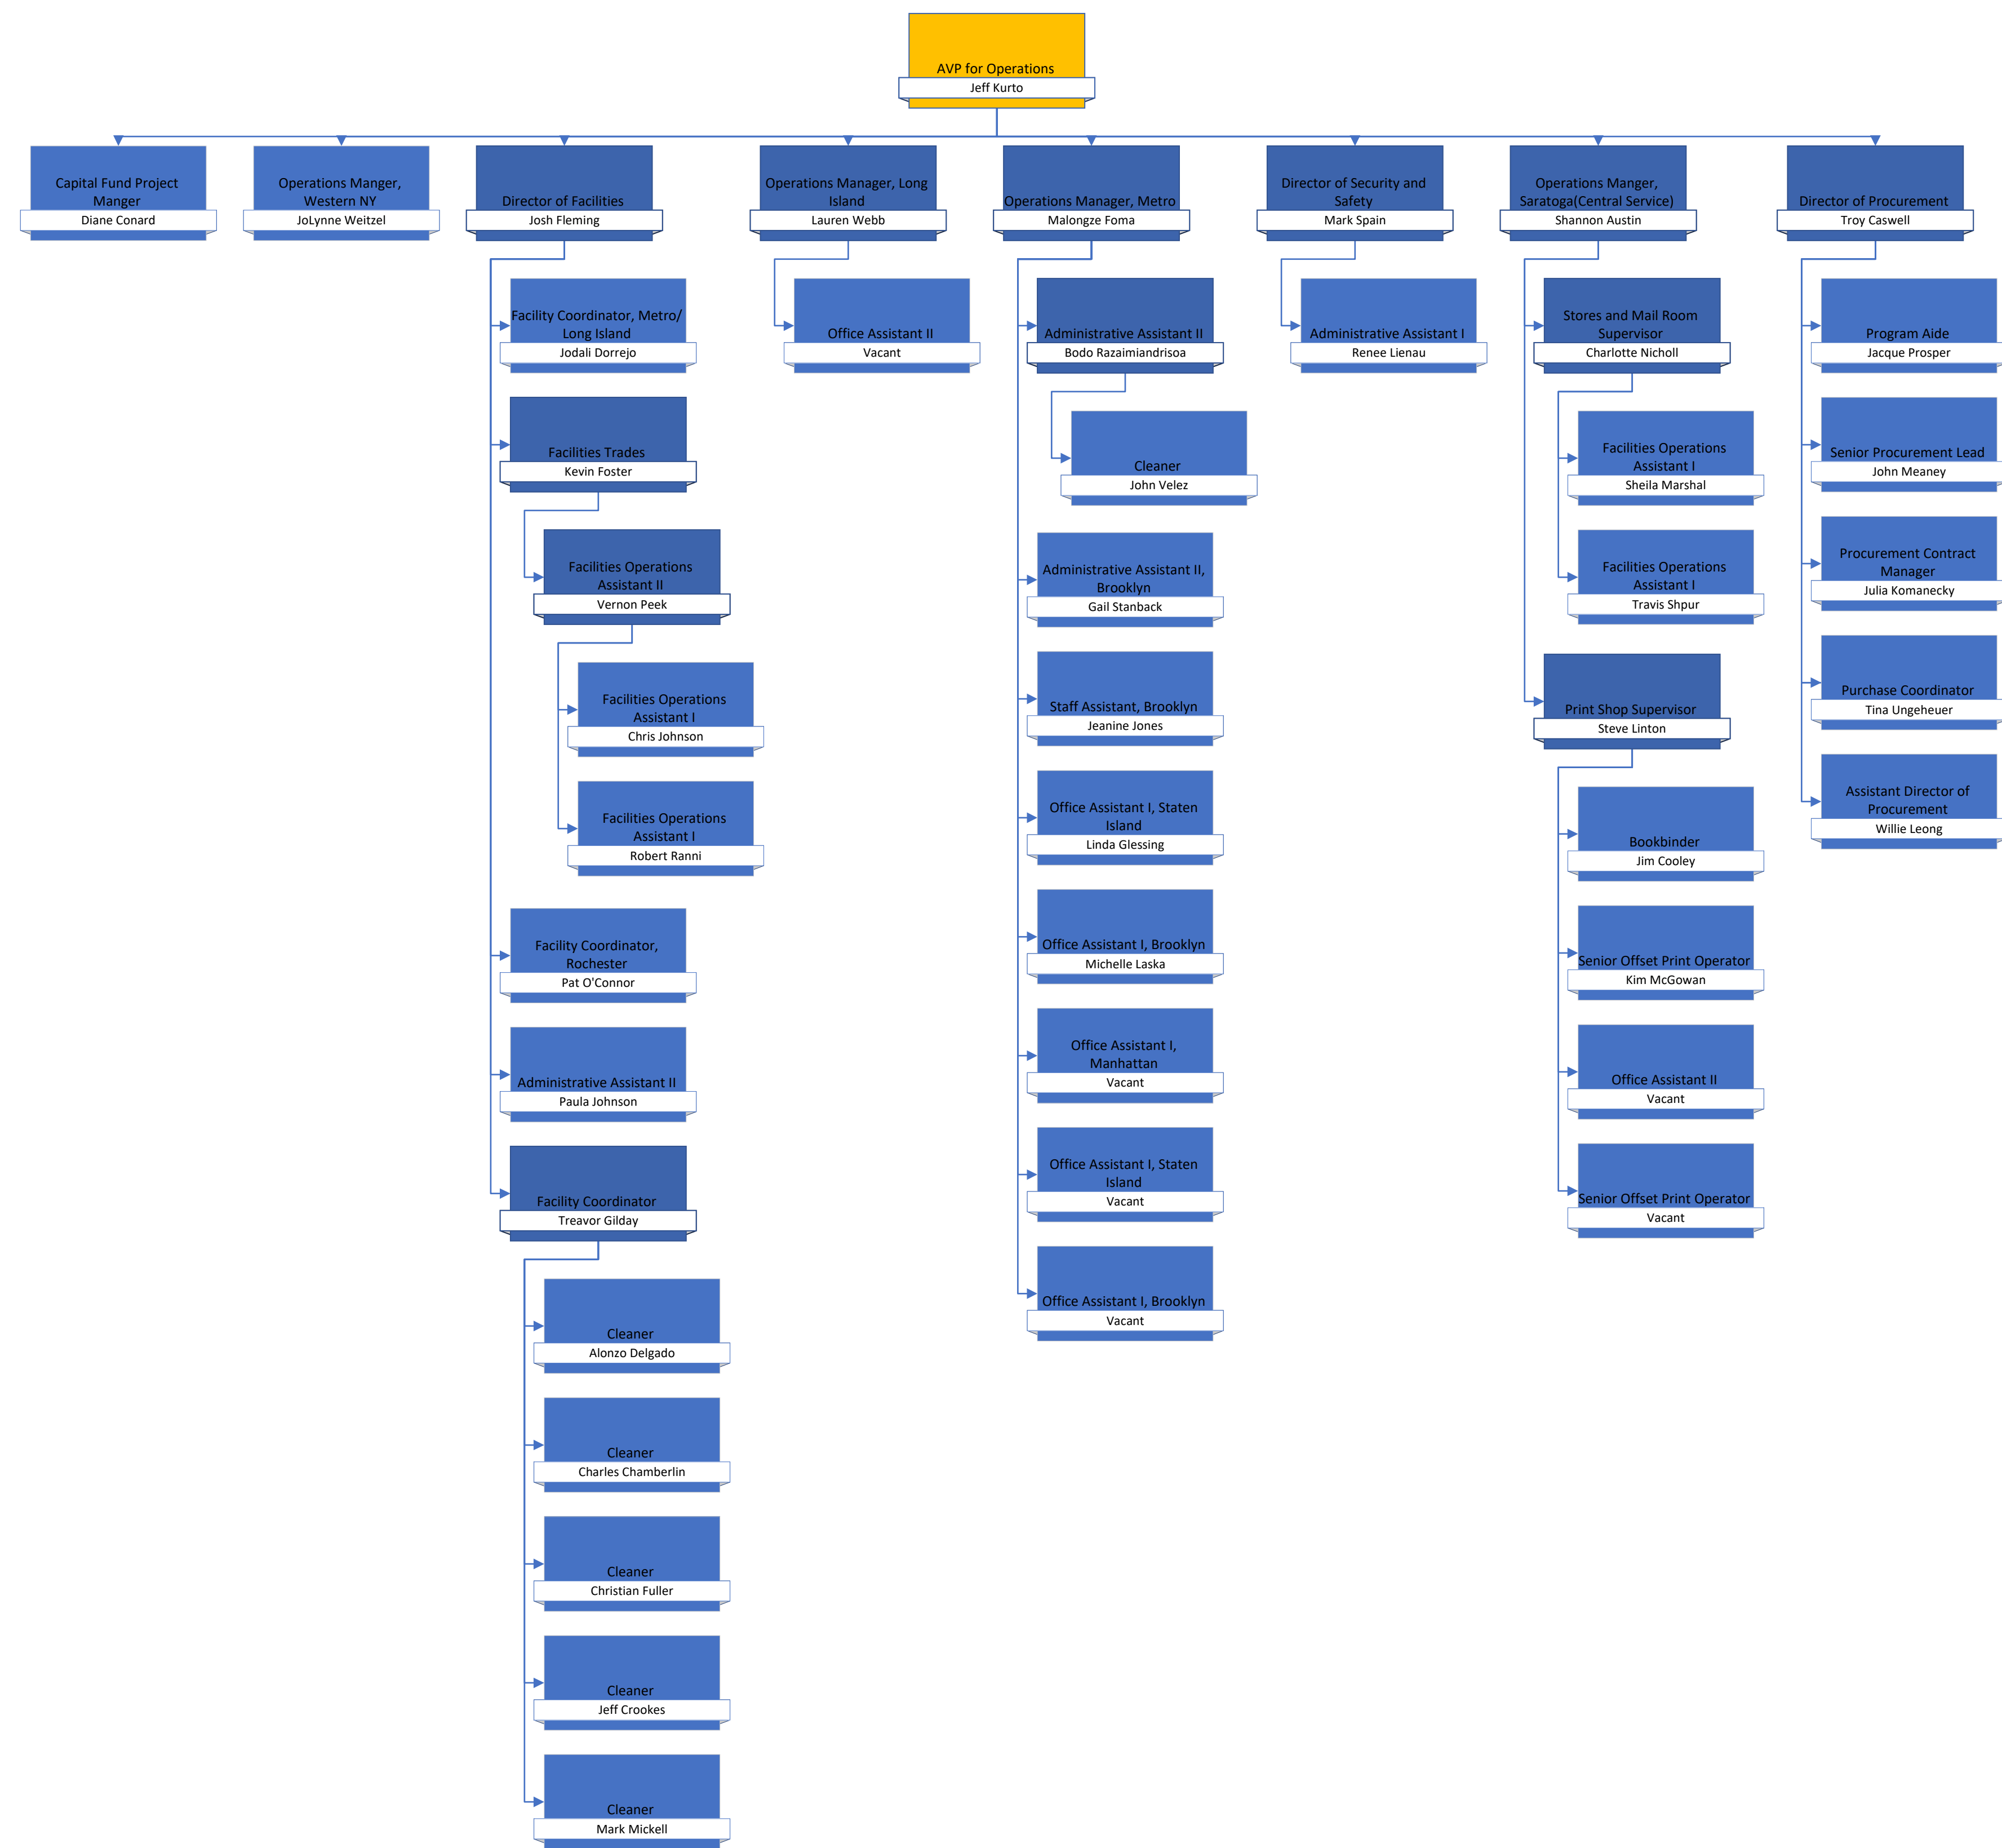 AVP for Operations
Jeff Kurto
Capital Fund Project
Manger
Diane Conard
Operations Manger,
Western NY
JoLynne Weitzel
Director of Facilities
Josh Fleming
Operations Manager, Long
Island
Lauren Webb
Operations Manager, Metro
Malongze Foma
Director of Security and
Safety
Mark Spain
Operations Manger,
Saratoga(Central Service)
Shannon Austin
Director of Procurement
Troy Caswell
Facility Coordinator, Metro/
Long Island
Jodali Dorrejo
Facilities Trades
Kevin Foster
Facilities Operations
Assistant II
Vernon Peek
Facilities Operations
Assistant I
Chris Johnson
Facilities Operations
Assistant I
Robert Ranni
Facility Coordinator,
Rochester
Pat O'Connor
Administrative Assistant II
Paula Johnson
Facility Coordinator
Treavor Gilday
Cleaner
Alonzo Delgado
Cleaner
Charles Chamberlin
Cleaner
Christian Fuller
Cleaner
Jeff Crookes
Cleaner
Mark Mickell
Office Assistant II
Vacant
Administrative Assistant II
Bodo Razaimiandrisoa
Cleaner
John Velez
Administrative Assistant II,
Brooklyn
Gail Stanback
Staff Assistant, Brooklyn
Jeanine Jones
Office Assistant I, Staten
Island
Linda Glessing
Office Assistant I, Brooklyn
Michelle Laska
Office Assistant I,
Manhattan
Vacant
Office Assistant I, Staten
Island
Vacant
Office Assistant I, Brooklyn
Vacant
Administrative Assistant I
Renee Lienau
Stores and Mail Room
Supervisor
Charlotte Nicholl
Facilities Operations
Assistant I
Sheila Marshal
Facilities Operations
Assistant I
Travis Shpur
Print Shop Supervisor
Steve Linton
Bookbinder
Jim Cooley
Senior Offset Print Operator
Kim McGowan
Office Assistant II
Vacant
Senior Offset Print Operator
Vacant
Program Aide
Jacque Prosper
Senior Procurement Lead
John Meaney
Procurement Contract
Manager
Julia Komanecky
Purchase Coordinator
Tina Ungeheuer
Assistant Director of
Procurement
Willie Leong